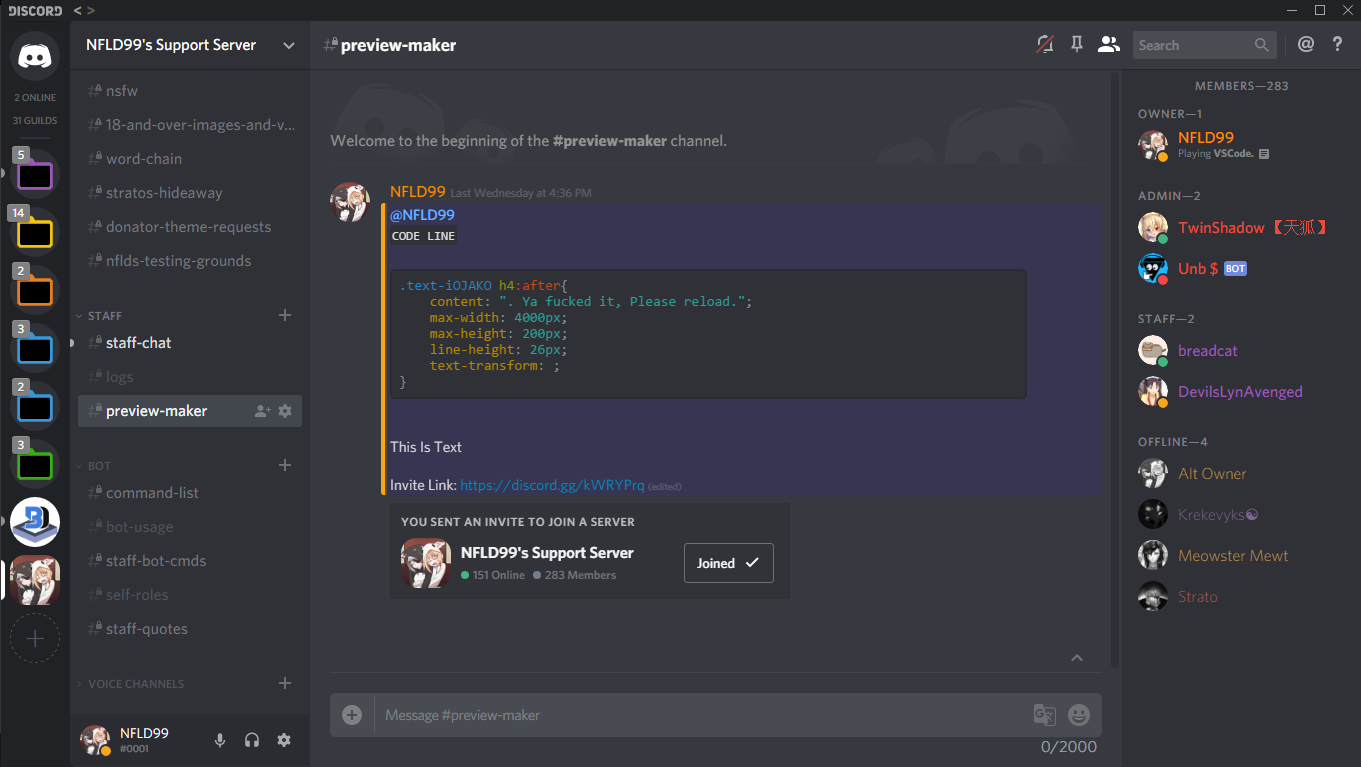 DISCORD < >
2 ONLINE
31 GUILDS
5
14
2
3
2
3
NFLD99's Support Server
nsfw
18-and-over-images-and-v...
word-chain
stratos-hideaway
donator-theme-requests
nflds-testing-grounds
STAFF
staff-chat
logs
preview-maker
BOT
command-list
bot-usage
staff-bot-cmds
self-roles
staff-quotes
VOICE CHANNELS
NFLD99
#0001
#preview-maker
Search
@ ?
Welcome to the beginning of the #preview-maker channel.
NFLD99 Last Wednesday at 4:36 PM
@NFLD99
CODE LINE
.text-iOJAKO h4:after{
content: ". Ya fucked it, Please reload.";
max-width: 4000px;
max-height: 200px;
line-height: 26px;
text-transform: ;
}
This Is Text
Invite Link: https://discord.gg/kWRYPrq (edited)
YOU SENT AN INVITE TO JOIN A SERVER
NFLD99's Support Server
151 Online 283 Members
Joined
Message #preview-maker
0/2000
MEMBERS—283
OWNER—1
NFLD99
Playing VSCode.
ADMIN—2
TwinShadow【天狐】
Unb $ BOT
STAFF—2
breadcat
DevilsLynAvenged
OFFLINE—4
Alt Owner
Krekevyks☯
Meowster Mewt
Strato